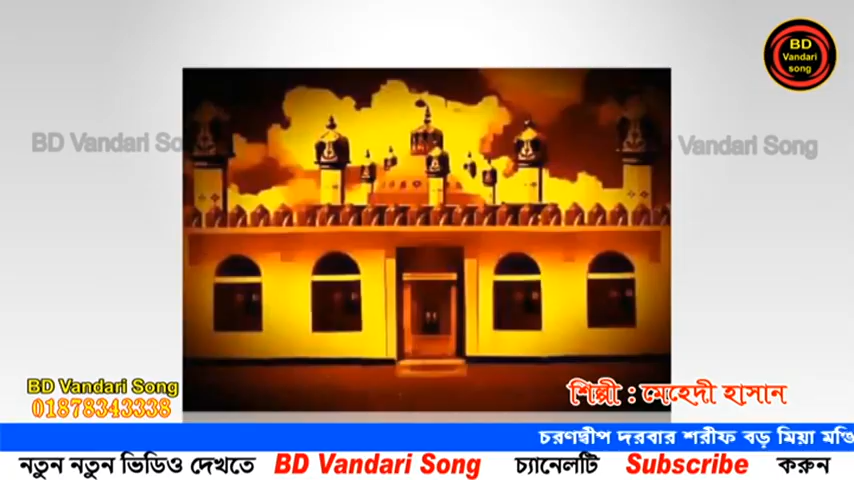 BD
Vandari
song
BD Vandari So
Vandari Song
BD Vandari Song
01878343338
শিল্পী : মেহেদী হাসান
চরণদ্বীপ দরবার শরীফ বড় মিয়া মঞ্জি
নতুন নতুন ভিডিও দেখতে BD Vandari Song চ্যানেলটি Subscribe করুন